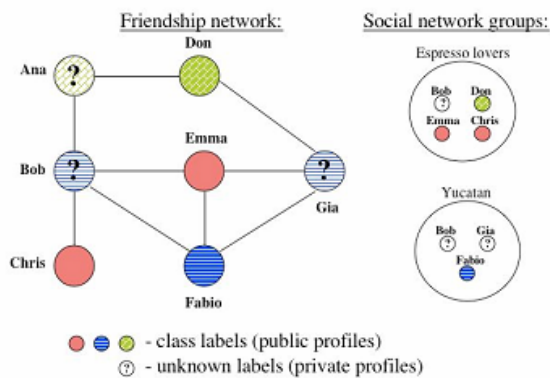 Friendship network:
Social network groups:
Don
Espresso lovers
Ana
?
Bob
Don
?
Emma
Chris
Emma
Bob
?
?
Yucatan
Gia
Bob
Gia
?
?
Fabio
Chris
Fabio
- class labels (public profiles)
? - unknown labels (private profiles)